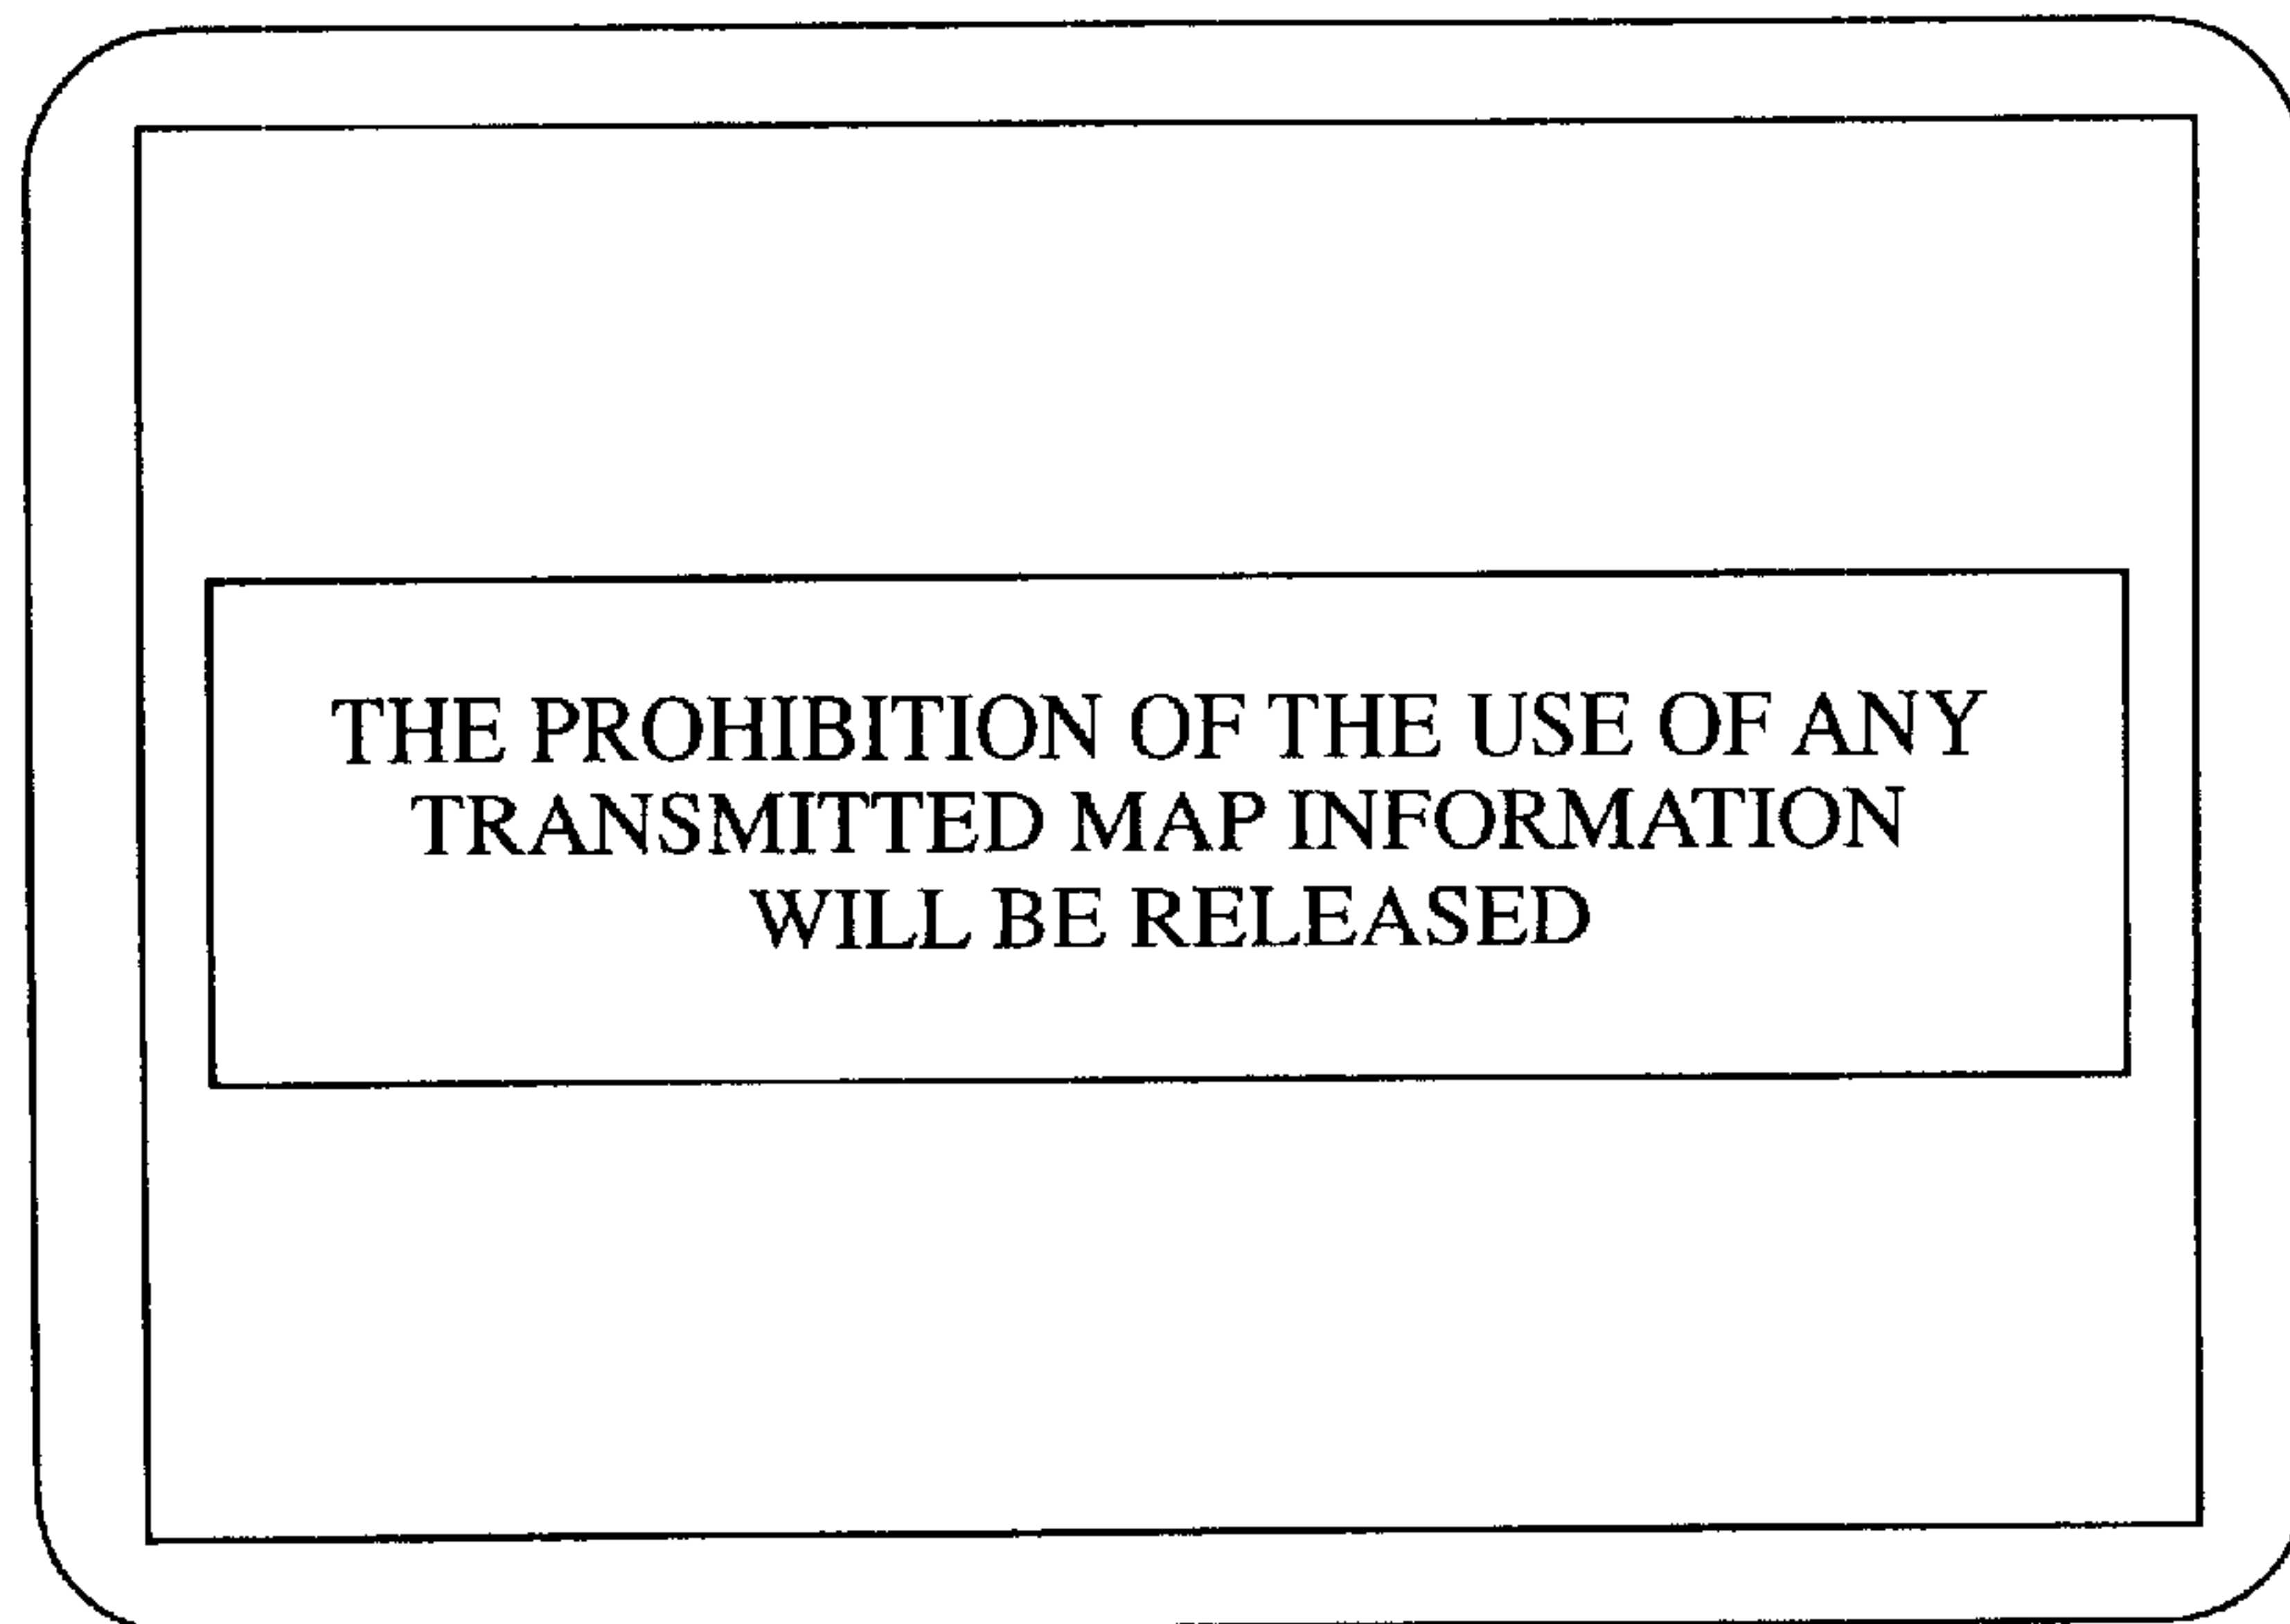 THE PROHIBITION OF THE USE OF ANY
TRANSMITTED MAP INFORMATION
WILL BE RELEASED